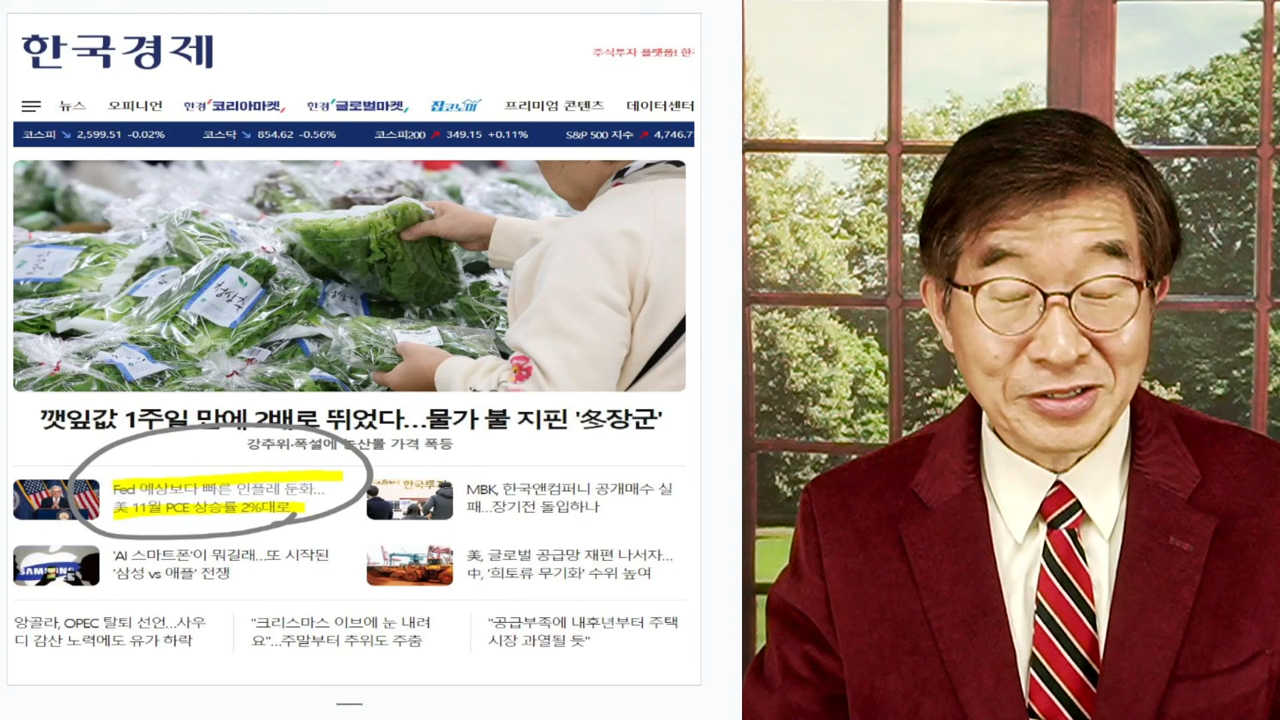 한국경제
주식투자 플랫폼! 한
뉴스 오피니언 한경 코리아마켓 한경 글로벌마켓 집코노미 프리미엄 콘텐츠 데이터센터
코스피 2,599.51 -0.02% 코스닥 854.62 -0.56% 코스피200 349.15 +0.11% S&P 500 지수 4,746.7
청상추
'깻잎값 1주일 만에 2배로 뛰었다…물가 불 지핀 '冬장군'
강추위·폭설에 농산물 가격 폭등
Fed 예상보다 빠른 인플레 둔화…
美 11월 PCE 상승률 2%대로
한국투자
MBK, 한국앤컴퍼니 공개매수 실
패…장기전 돌입하나
SAMSUNG
'AI 스마트폰'이 뭐길래…또 시작된
'삼성 vs 애플' 전쟁
美, 글로벌 공급망 재편 나서자…
中, '희토류 무기화' 수위 높여
앙골라, OPEC 탈퇴 선언…사우
디 감산 노력에도 유가 하락
"크리스마스 이브에 눈 내려
요"…주말부터 추위도 주춤
"공급부족에 내후년부터 주택
시장 과열될 듯"